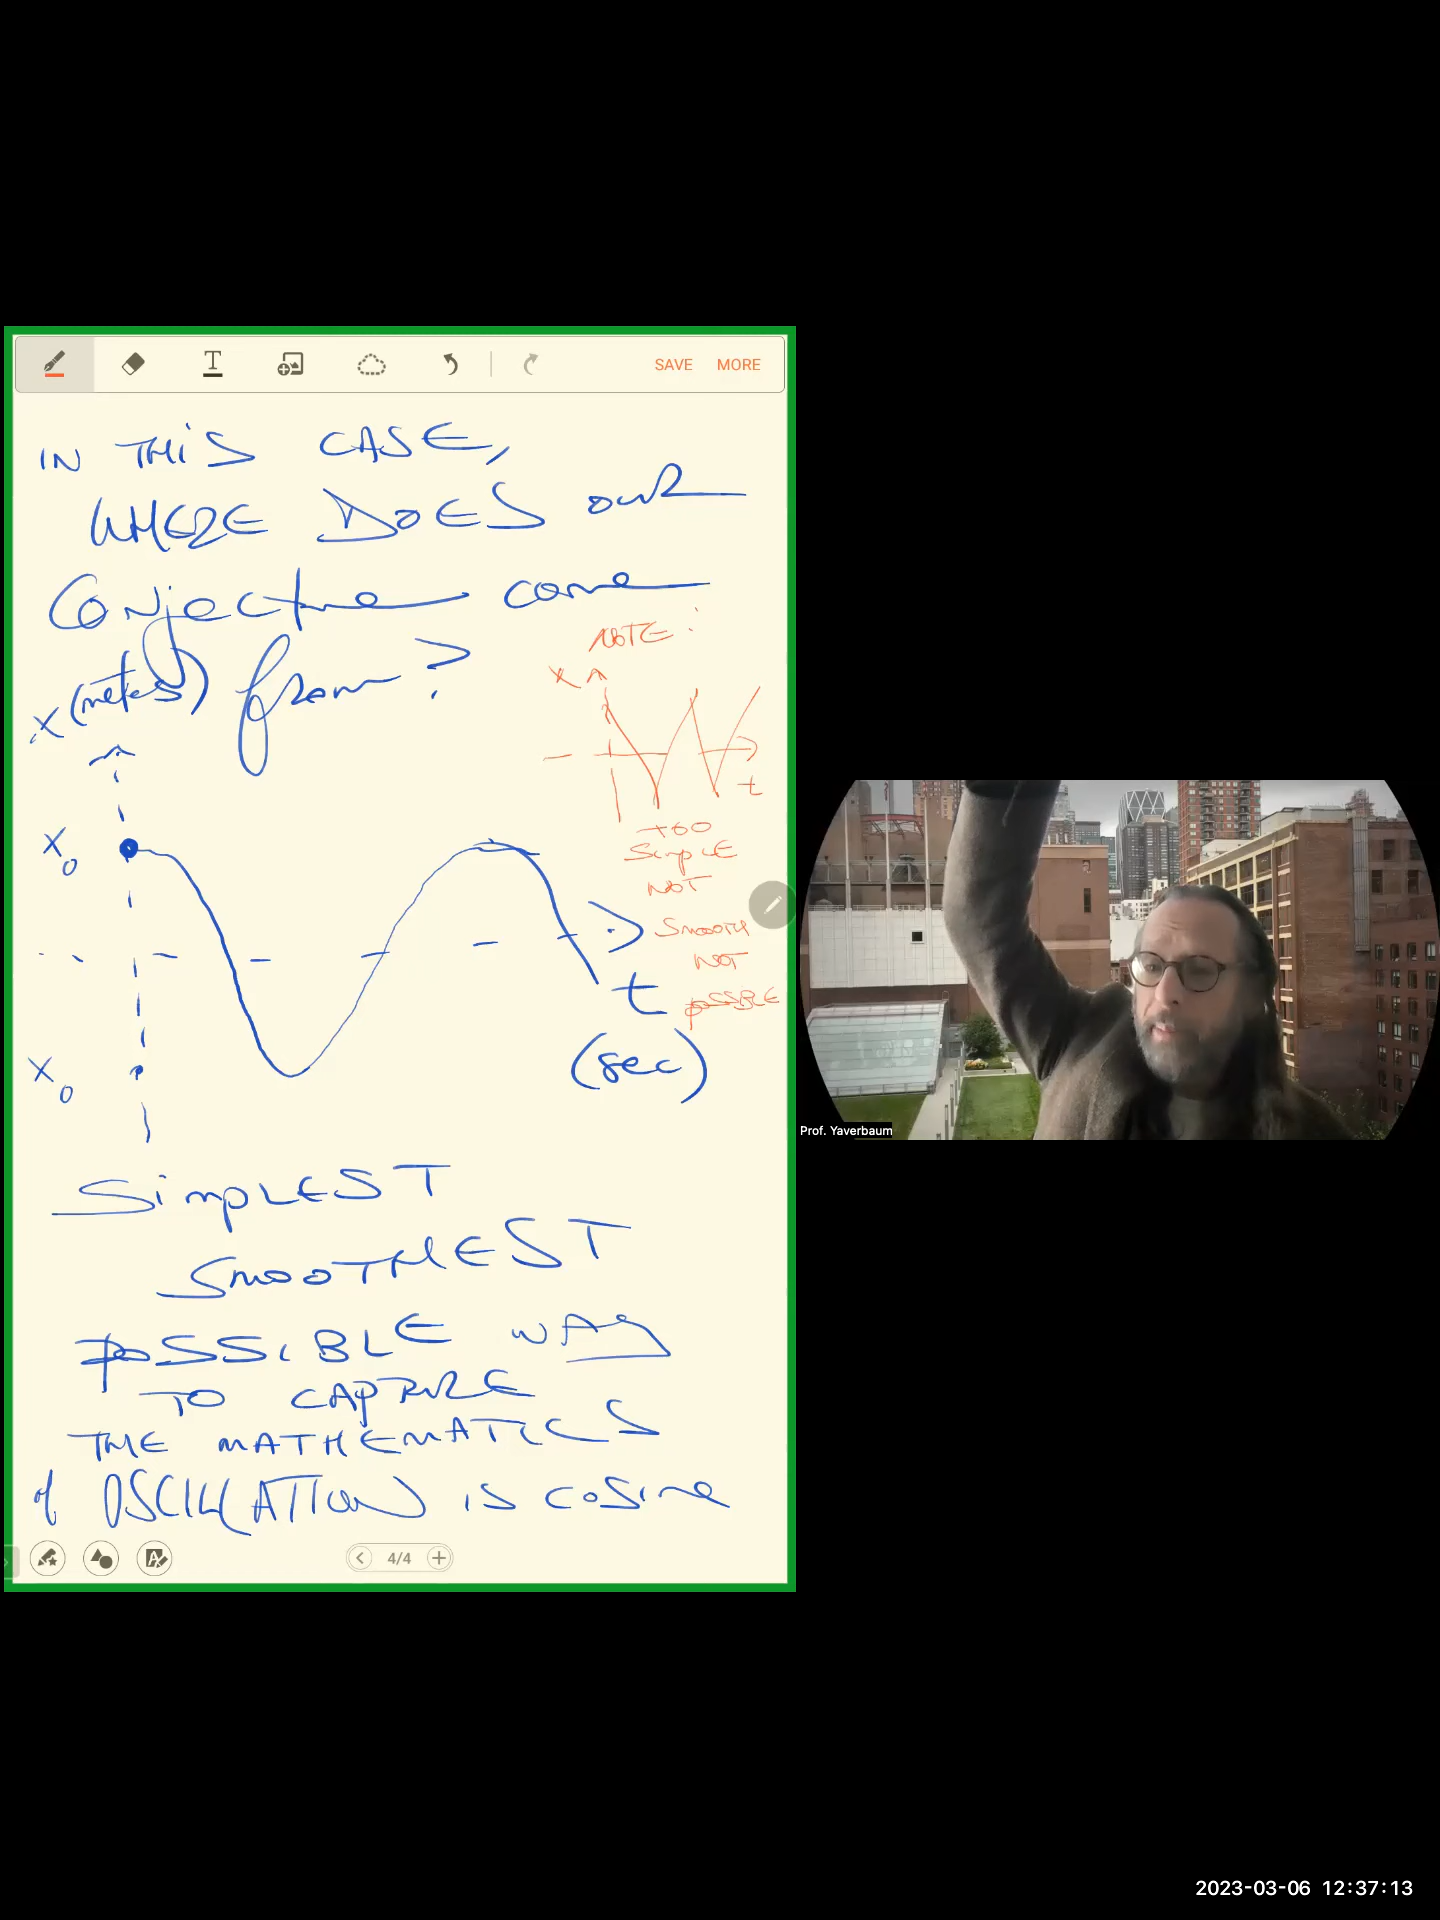 SAVE MORE
IN THIS CASE,
WHERE DOES our
Conjecture come
from?
x (meters)
x₀
x₀
t
(sec)
NOTE:
x
t
TOO
SimpLE
NOT
SmOOTH
NOT
pOSSIBLE
SimpLEST
SmOOTHEST
pOSSIBLE WAy
TO CAPTURE
THE MATHEMATICS
of OSCILLATION is cosine
4/4
Prof. Yaverbaum
2023-03-06 12:37:13